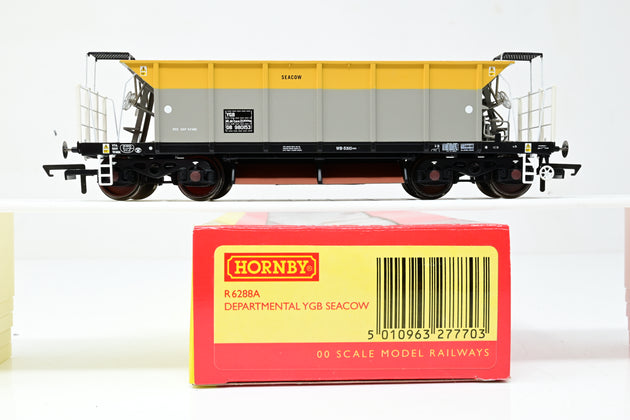 SEACOW
YGB
DB 980153
HORNBY
R6288A
DEPARTMENTAL YGB SEACOW
5 010963 277703
00 SCALE MODEL RAILWAYS